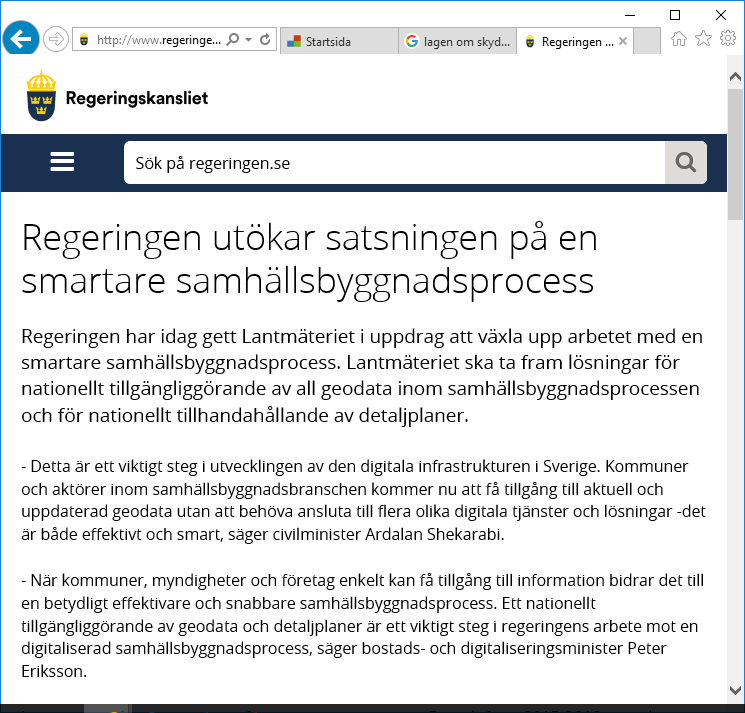 http://www.regeringe...
Startsida
lagen om skyd...
Regeringen ...
Regeringskansliet
Sök på regeringen.se
Regeringen utökar satsningen på en
smartare samhällsbyggnadsprocess
Regeringen har idag gett Lantmäteriet i uppdrag att växla upp arbetet med en
smartare samhällsbyggnadsprocess. Lantmäteriet ska ta fram lösningar för
nationellt tillgängliggörande av all geodata inom samhällsbyggnadsprocessen
och för nationellt tillhandahållande av detaljplaner.
- Detta är ett viktigt steg i utvecklingen av den digitala infrastrukturen i Sverige. Kommuner
och aktörer inom samhällsbyggnadsbranschen kommer nu att få tillgång till aktuell och
uppdaterad geodata utan att behöva ansluta till flera olika digitala tjänster och lösningar -det
är både effektivt och smart, säger civilminister Ardalan Shekarabi.
- När kommuner, myndigheter och företag enkelt kan få tillgång till information bidrar det till
en betydligt effektivare och snabbare samhällsbyggnadsprocess. Ett nationellt
tillgängliggörande av geodata och detaljplaner är ett viktigt steg i regeringens arbete mot en
digitaliserad samhällsbyggnadsprocess, säger bostads- och digitaliseringsminister Peter
Eriksson.